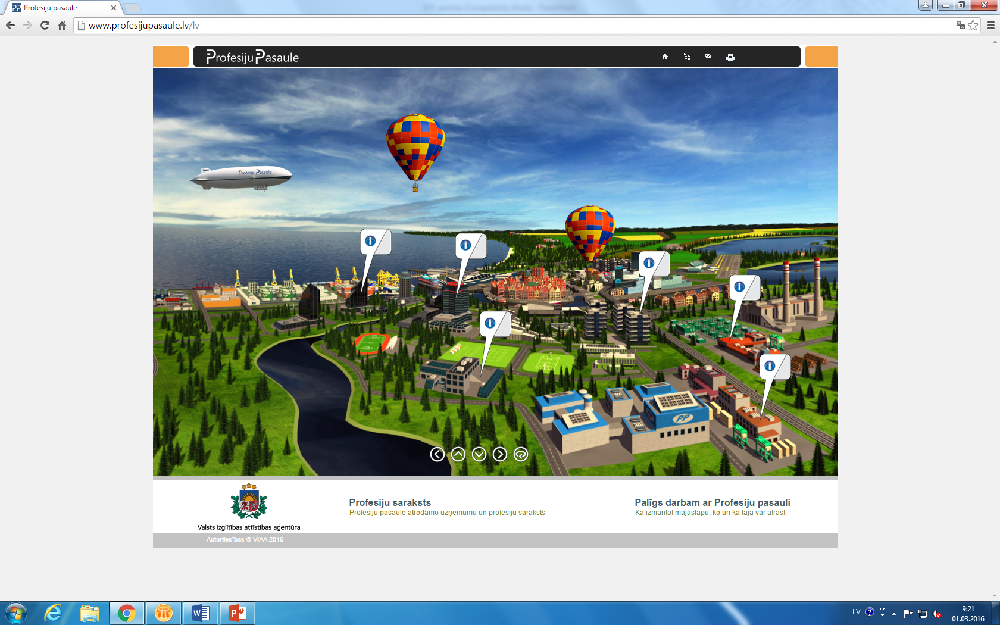 Profesiju pasaule
www.profesijupasaule.lv/lv
ProfesijuPasaule
ProfesijuPasaule
PP
PP
Profesiju saraksts
Profesiju pasaulē atrodamo uzņēmumu un profesiju saraksts
Palīgs darbam ar Profesiju pasauli
Kā izmantot mājaslapu, ko un kā tajā var atrast
Valsts izglītības attīstības aģentūra
Autortiesības © VIAA 2016
LV
9:21
01.03.2016